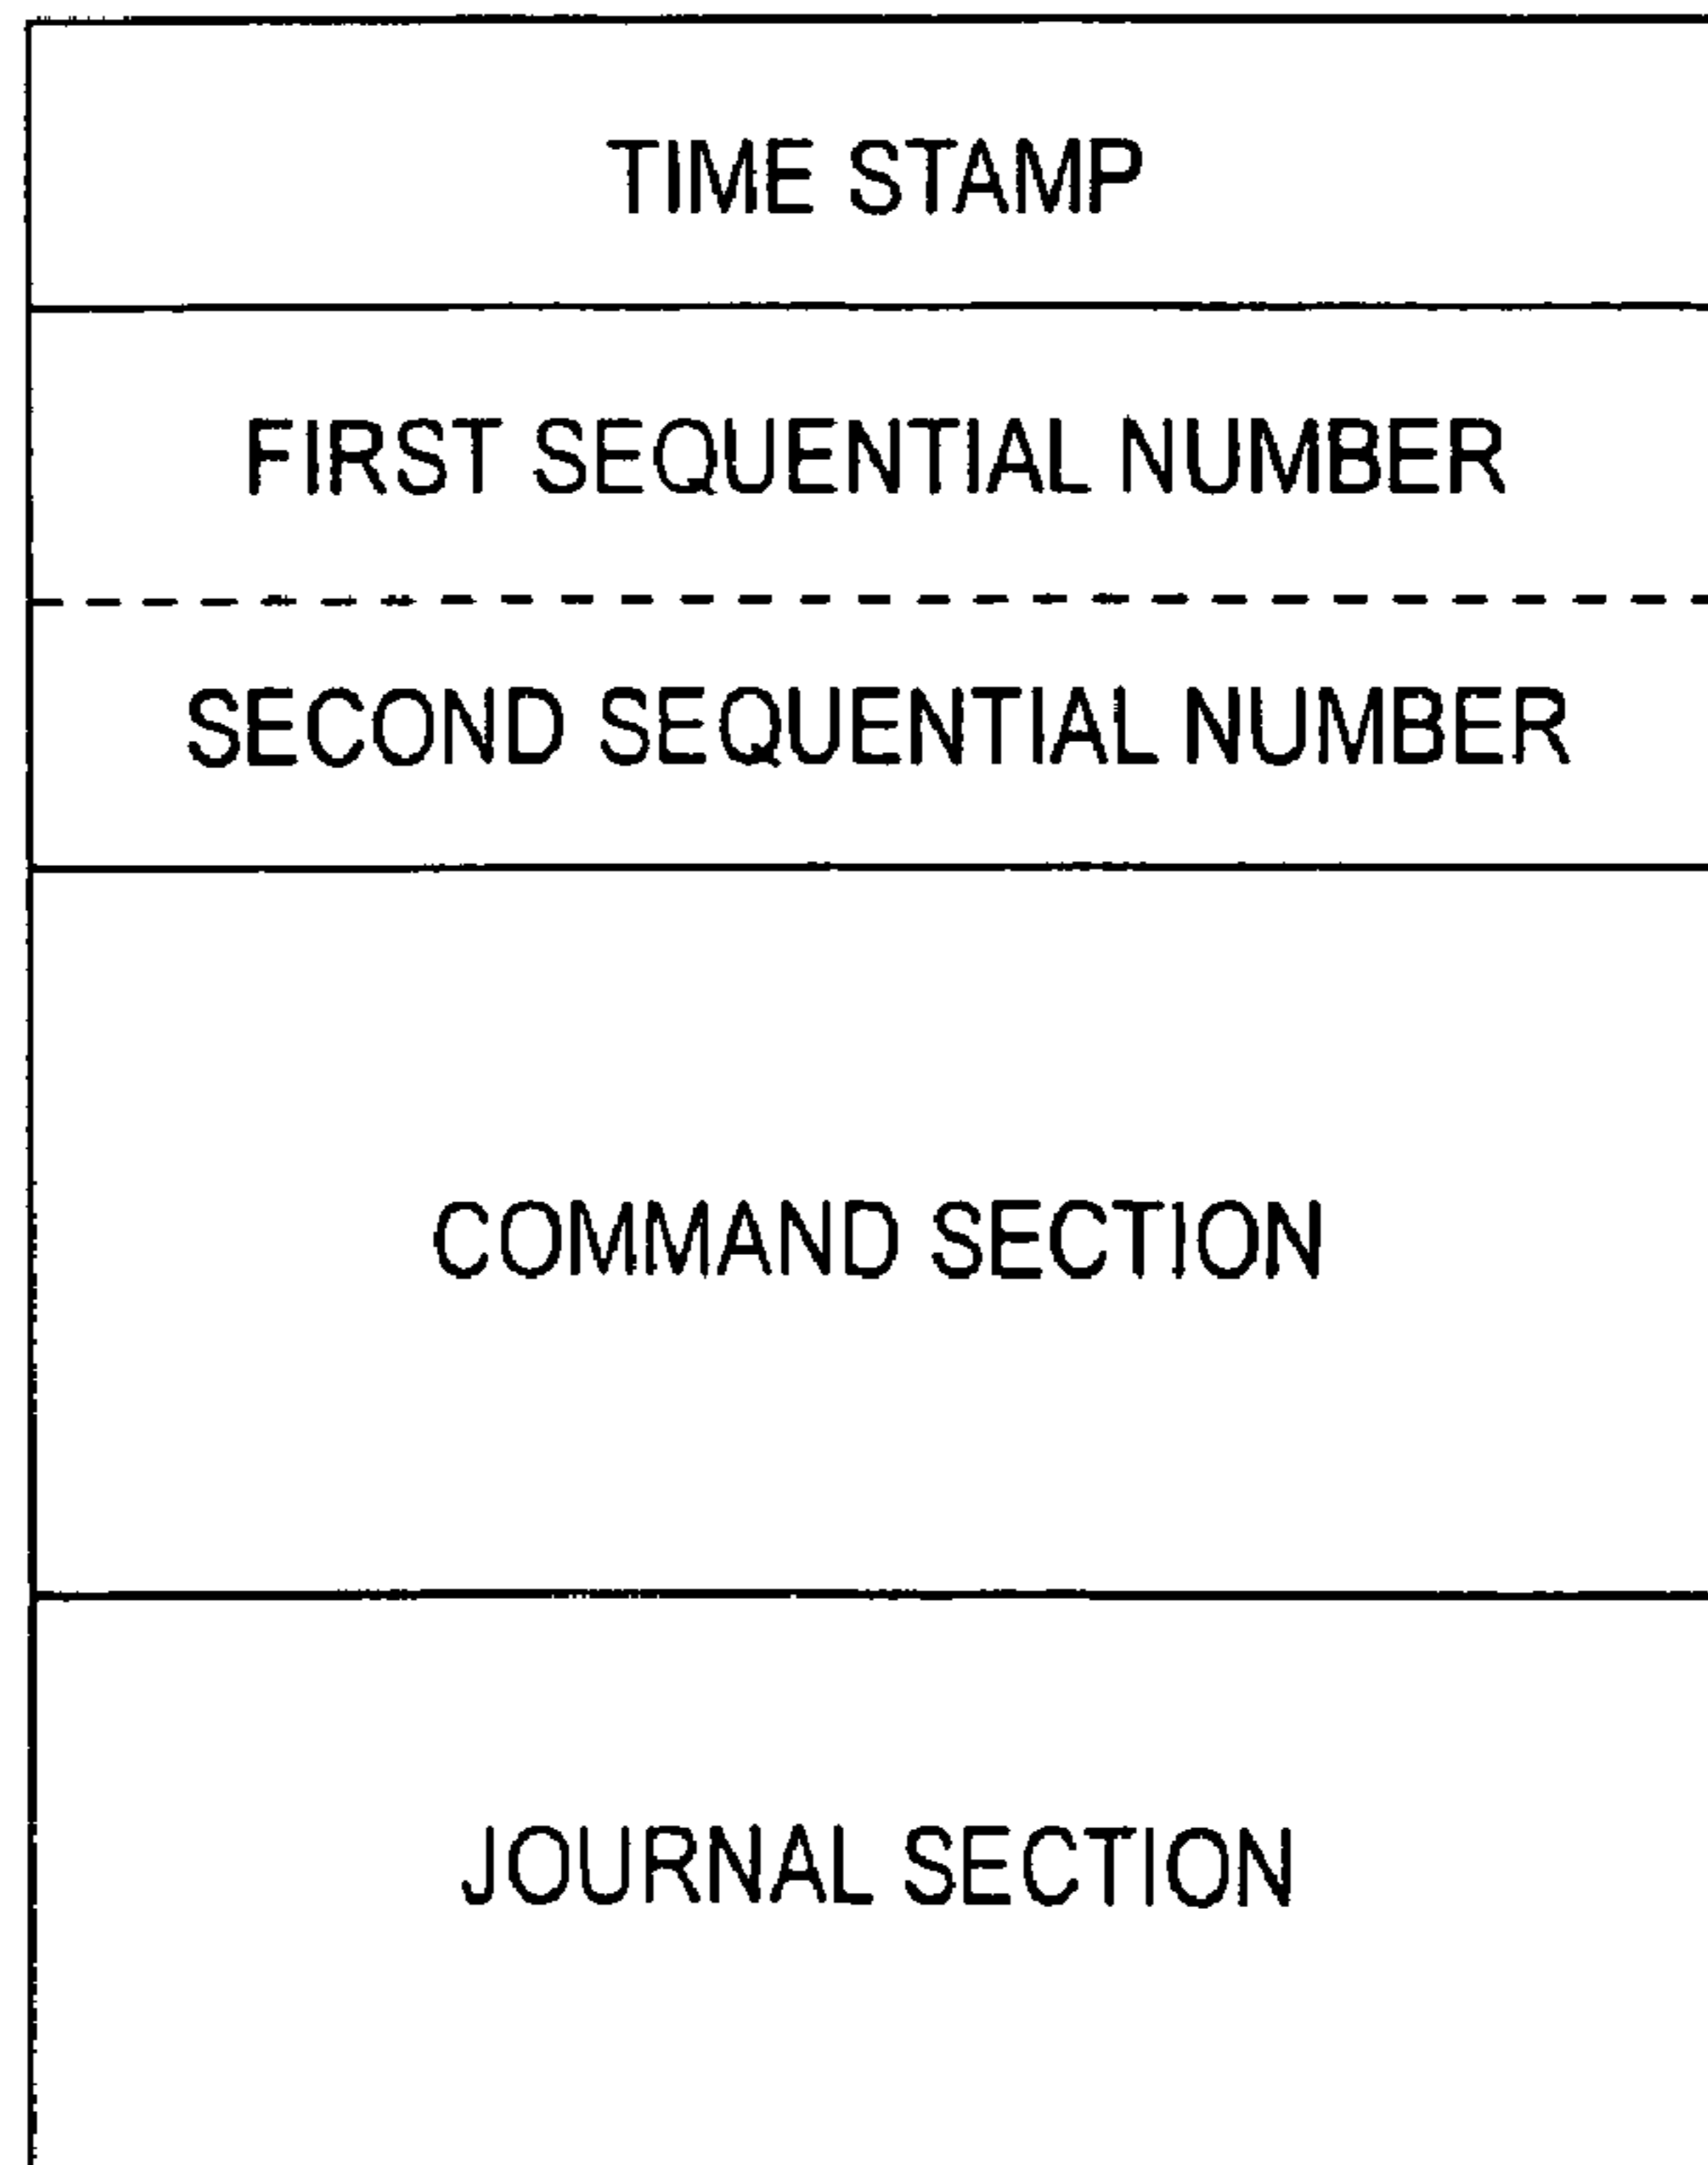 TIME STAMP
FIRST SEQUENTIAL NUMBER
SECOND SEQUENTIAL NUMBER
COMMAND SECTION
JOURNAL SECTION